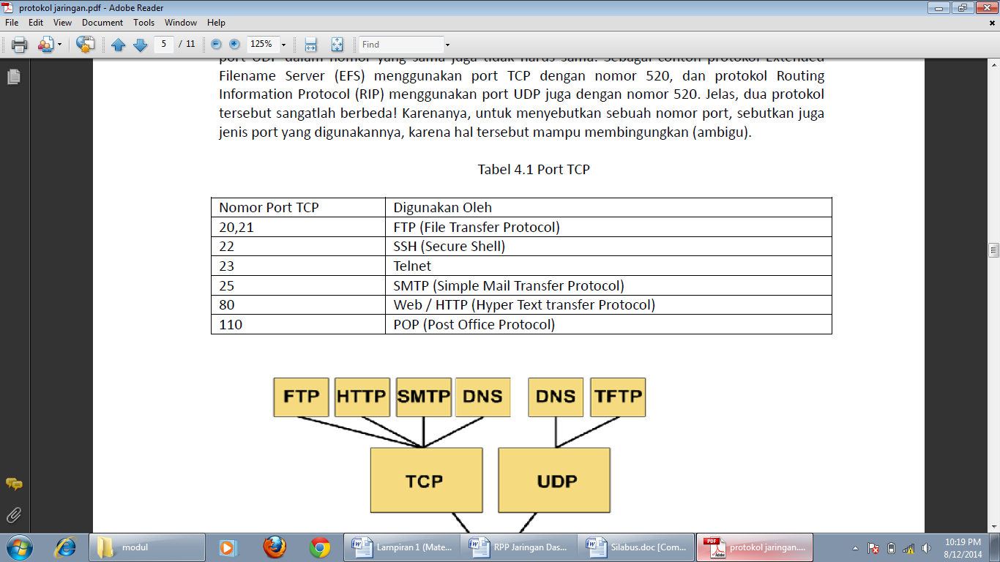 protokol jaringan.pdf - Adobe Reader
File Edit View Document Tools Window Help
5 / 11 125% Find
port UDP dalam nomor yang sama juga tidak harus sama. Sebagai contoh protokol Extended
Filename Server (EFS) menggunakan port TCP dengan nomor 520, dan protokol Routing
Information Protocol (RIP) menggunakan port UDP juga dengan nomor 520. Jelas, dua protokol
tersebut sangatlah berbeda! Karenanya, untuk menyebutkan sebuah nomor port, sebutkan juga
jenis port yang digunakannya, karena hal tersebut mampu membingungkan (ambigu).
Tabel 4.1 Port TCP
Nomor Port TCP Digunakan Oleh
20,21 FTP (File Transfer Protocol)
22 SSH (Secure Shell)
23 Telnet
25 SMTP (Simple Mail Transfer Protocol)
80 Web / HTTP (Hyper Text transfer Protocol)
110 POP (Post Office Protocol)
FTP HTTP SMTP DNS DNS TFTP
TCP UDP
modul Lampiran 1 (Mate... RPP Jaringan Das... Silabus.doc [Com... protokol jaringan....
10:19 PM
8/12/2014